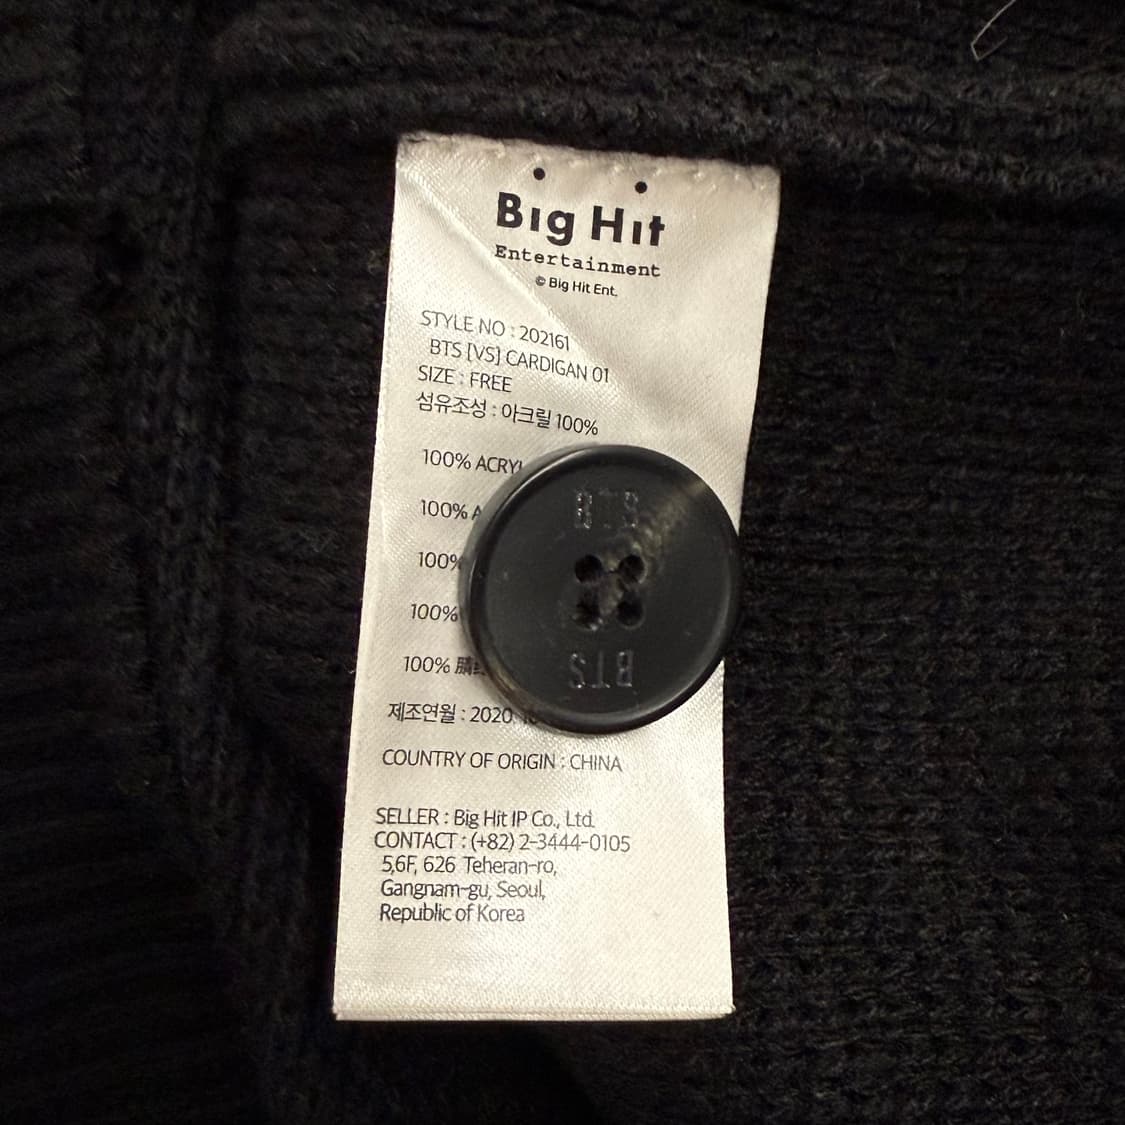 Big Hit
Entertainment
© Big Hit Ent.
STYLE NO : 202161
BTS [VS] CARDIGAN 01
SIZE : FREE
섬유조성 : 아크릴 100%
100%
100%
100%
100%
100%
BTS
BTS
제조연월 : 2020
COUNTRY OF ORIGIN : CHINA
SELLER : Big Hit IP Co., Ltd.
CONTACT : (+82) 2-3444-0105
5,6F, 626 Teheran-ro,
Gangnam-gu, Seoul,
Republic of Korea